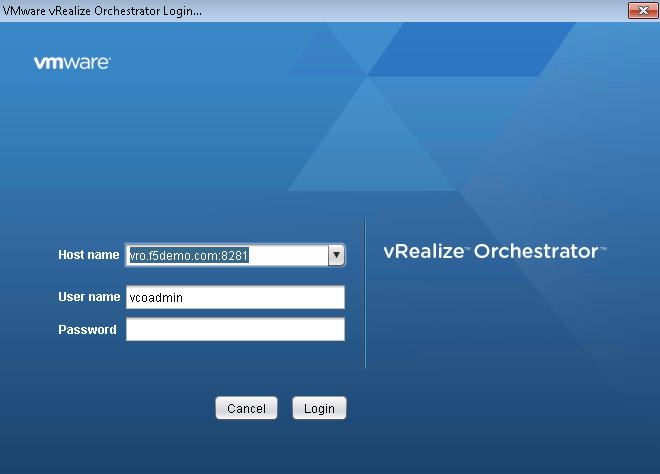 VMware vRealize Orchestrator Login...
vmware®
Host name vro.f5demo.com:8281
vRealize™ Orchestrator™
User name vcoadmin
Password
Cancel Login